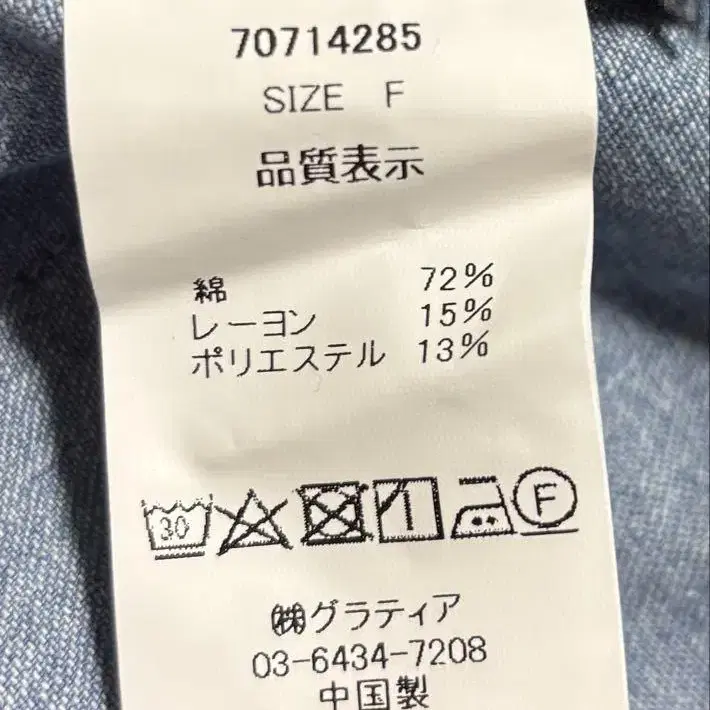 70714285
SIZE F
品質表示
綿 72%
レーヨン 15%
ポリエステル 13%
30 F
㈱グラティア
03-6434-7208
中国製